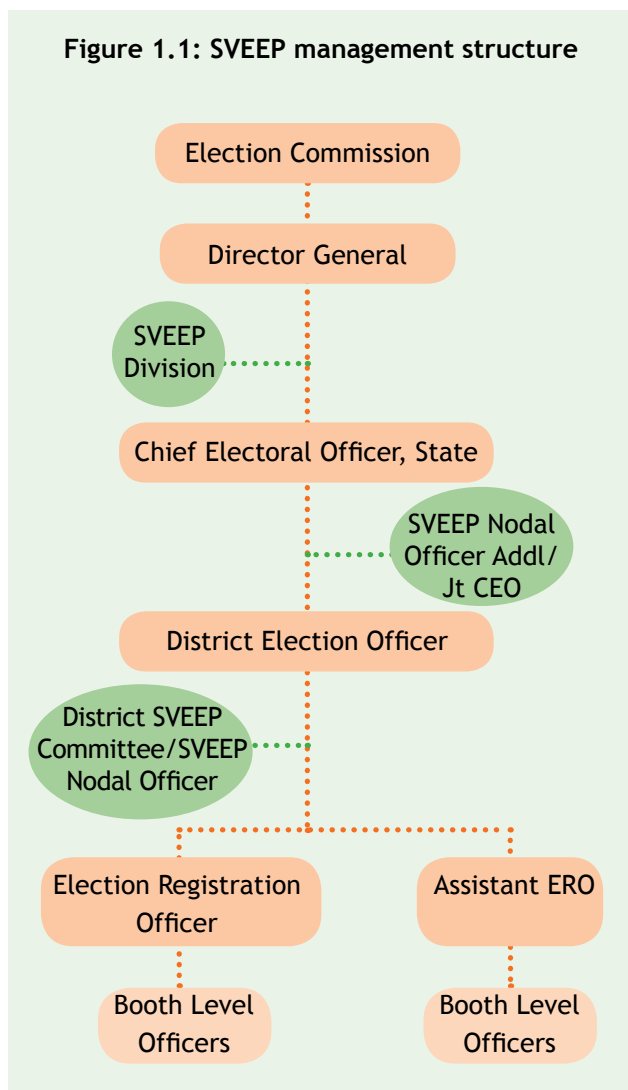 Figure 1.1: SVEEP management structure
Election Commission
Director General
SVEEP
Division
Chief Electoral Officer, State
SVEEP Nodal
Officer Addl/
Jt CEO
District Election Officer
District SVEEP
Committee/SVEEP
Nodal Officer
Election Registration
Officer
Assistant ERO
Booth Level
Officers
Booth Level
Officers